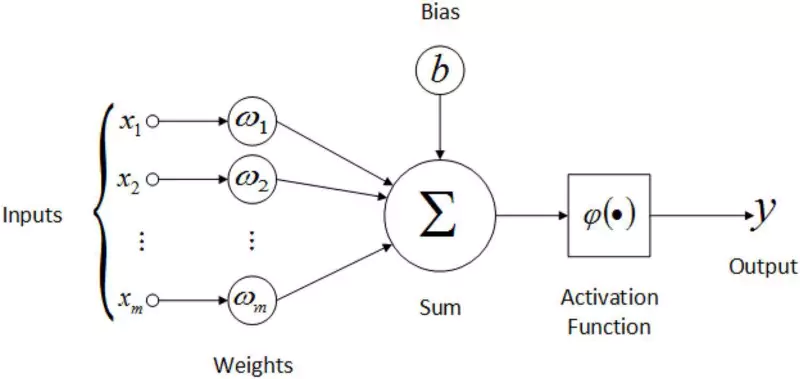 Bias
b
x₁ ω₁
x₂ ω₂
Inputs
⋮ ⋮
xₘ ωₘ
Σ
φ(•)
y
Output
Sum
Activation
Function
Weights